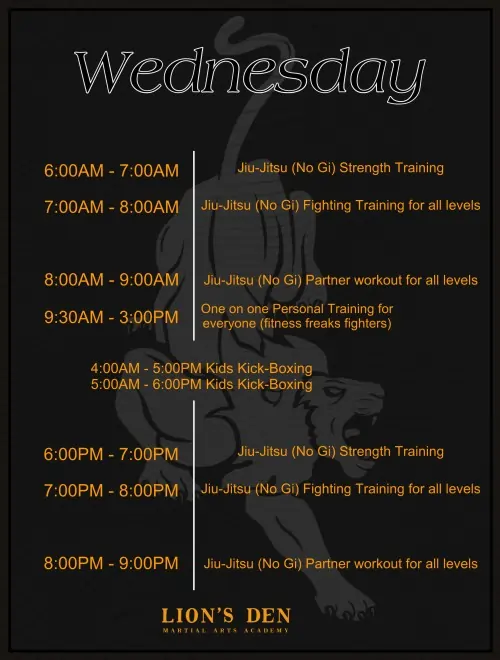 Wednesday
6:00AM - 7:00AM Jiu-Jitsu (No Gi) Strength Training
7:00AM - 8:00AM Jiu-Jitsu (No Gi) Fighting Training for all levels
8:00AM - 9:00AM Jiu-Jitsu (No Gi) Partner workout for all levels
9:30AM - 3:00PM One on one Personal Training for
everyone (fitness freaks fighters)
4:00AM - 5:00PM Kids Kick-Boxing
5:00AM - 6:00PM Kids Kick-Boxing
6:00PM - 7:00PM Jiu-Jitsu (No Gi) Strength Training
7:00PM - 8:00PM Jiu-Jitsu (No Gi) Fighting Training for all levels
8:00PM - 9:00PM Jiu-Jitsu (No Gi) Partner workout for all levels
LION'S DEN
MARTIAL ARTS ACADEMY